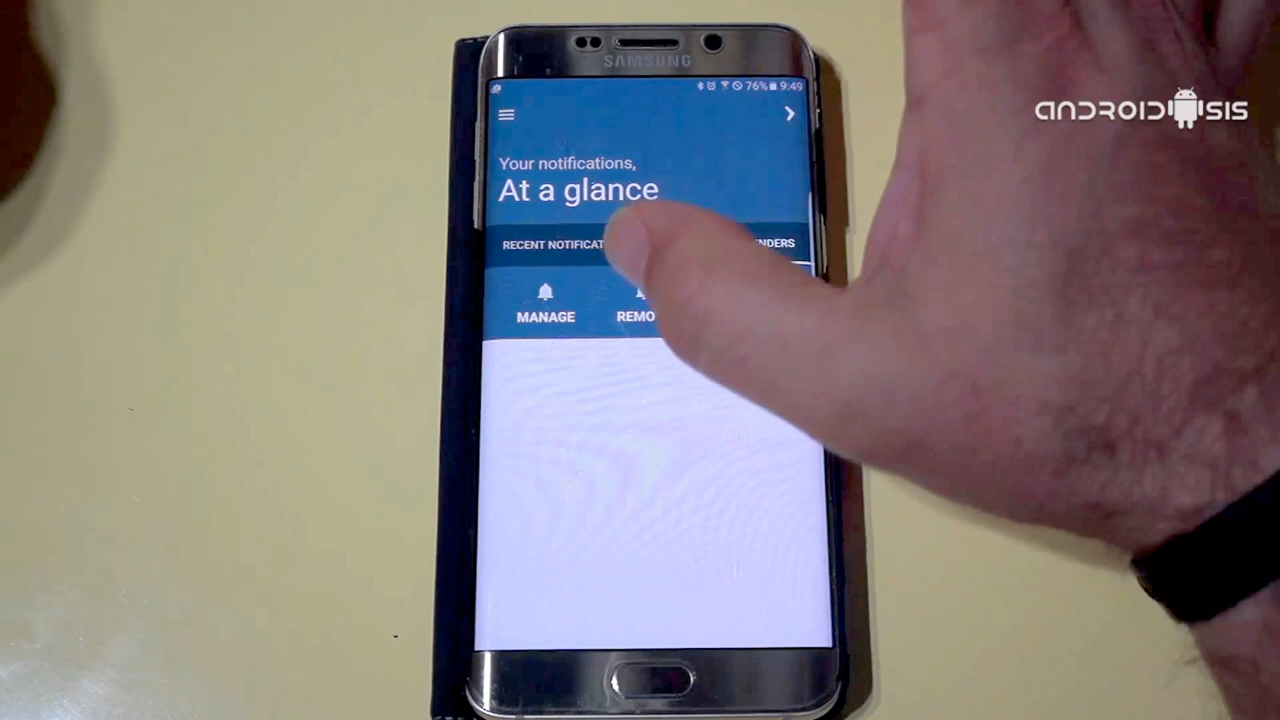 SAMSUNG
76% 9:49
ANDROIDSIS
Your notifications,
At a glance
RECENT NOTIFICAT NDERS
MANAGE REMO